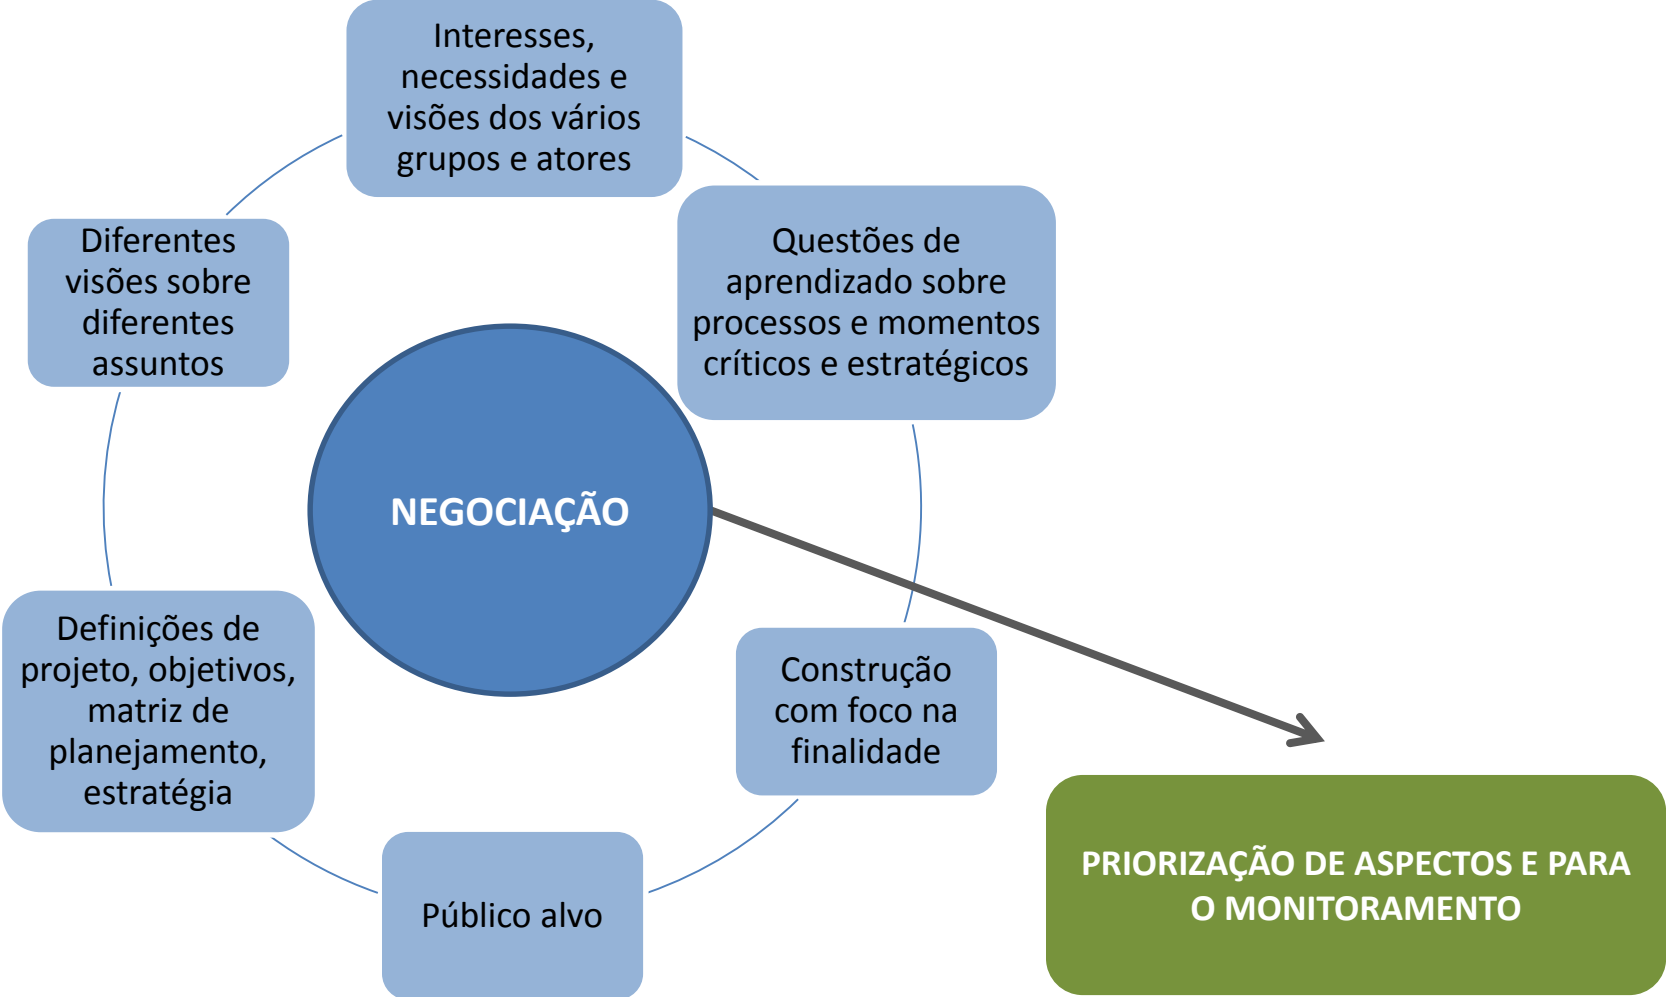 Interesses,
necessidades e
visões dos vários
grupos e atores
Questões de
aprendizado sobre
processos e momentos
críticos e estratégicos
Diferentes
visões sobre
diferentes
assuntos
NEGOCIAÇÃO
Definições de
projeto, objetivos,
matriz de
planejamento,
estratégia
Construção
com foco na
finalidade
Público alvo
PRIORIZAÇÃO DE ASPECTOS E PARA
O MONITORAMENTO